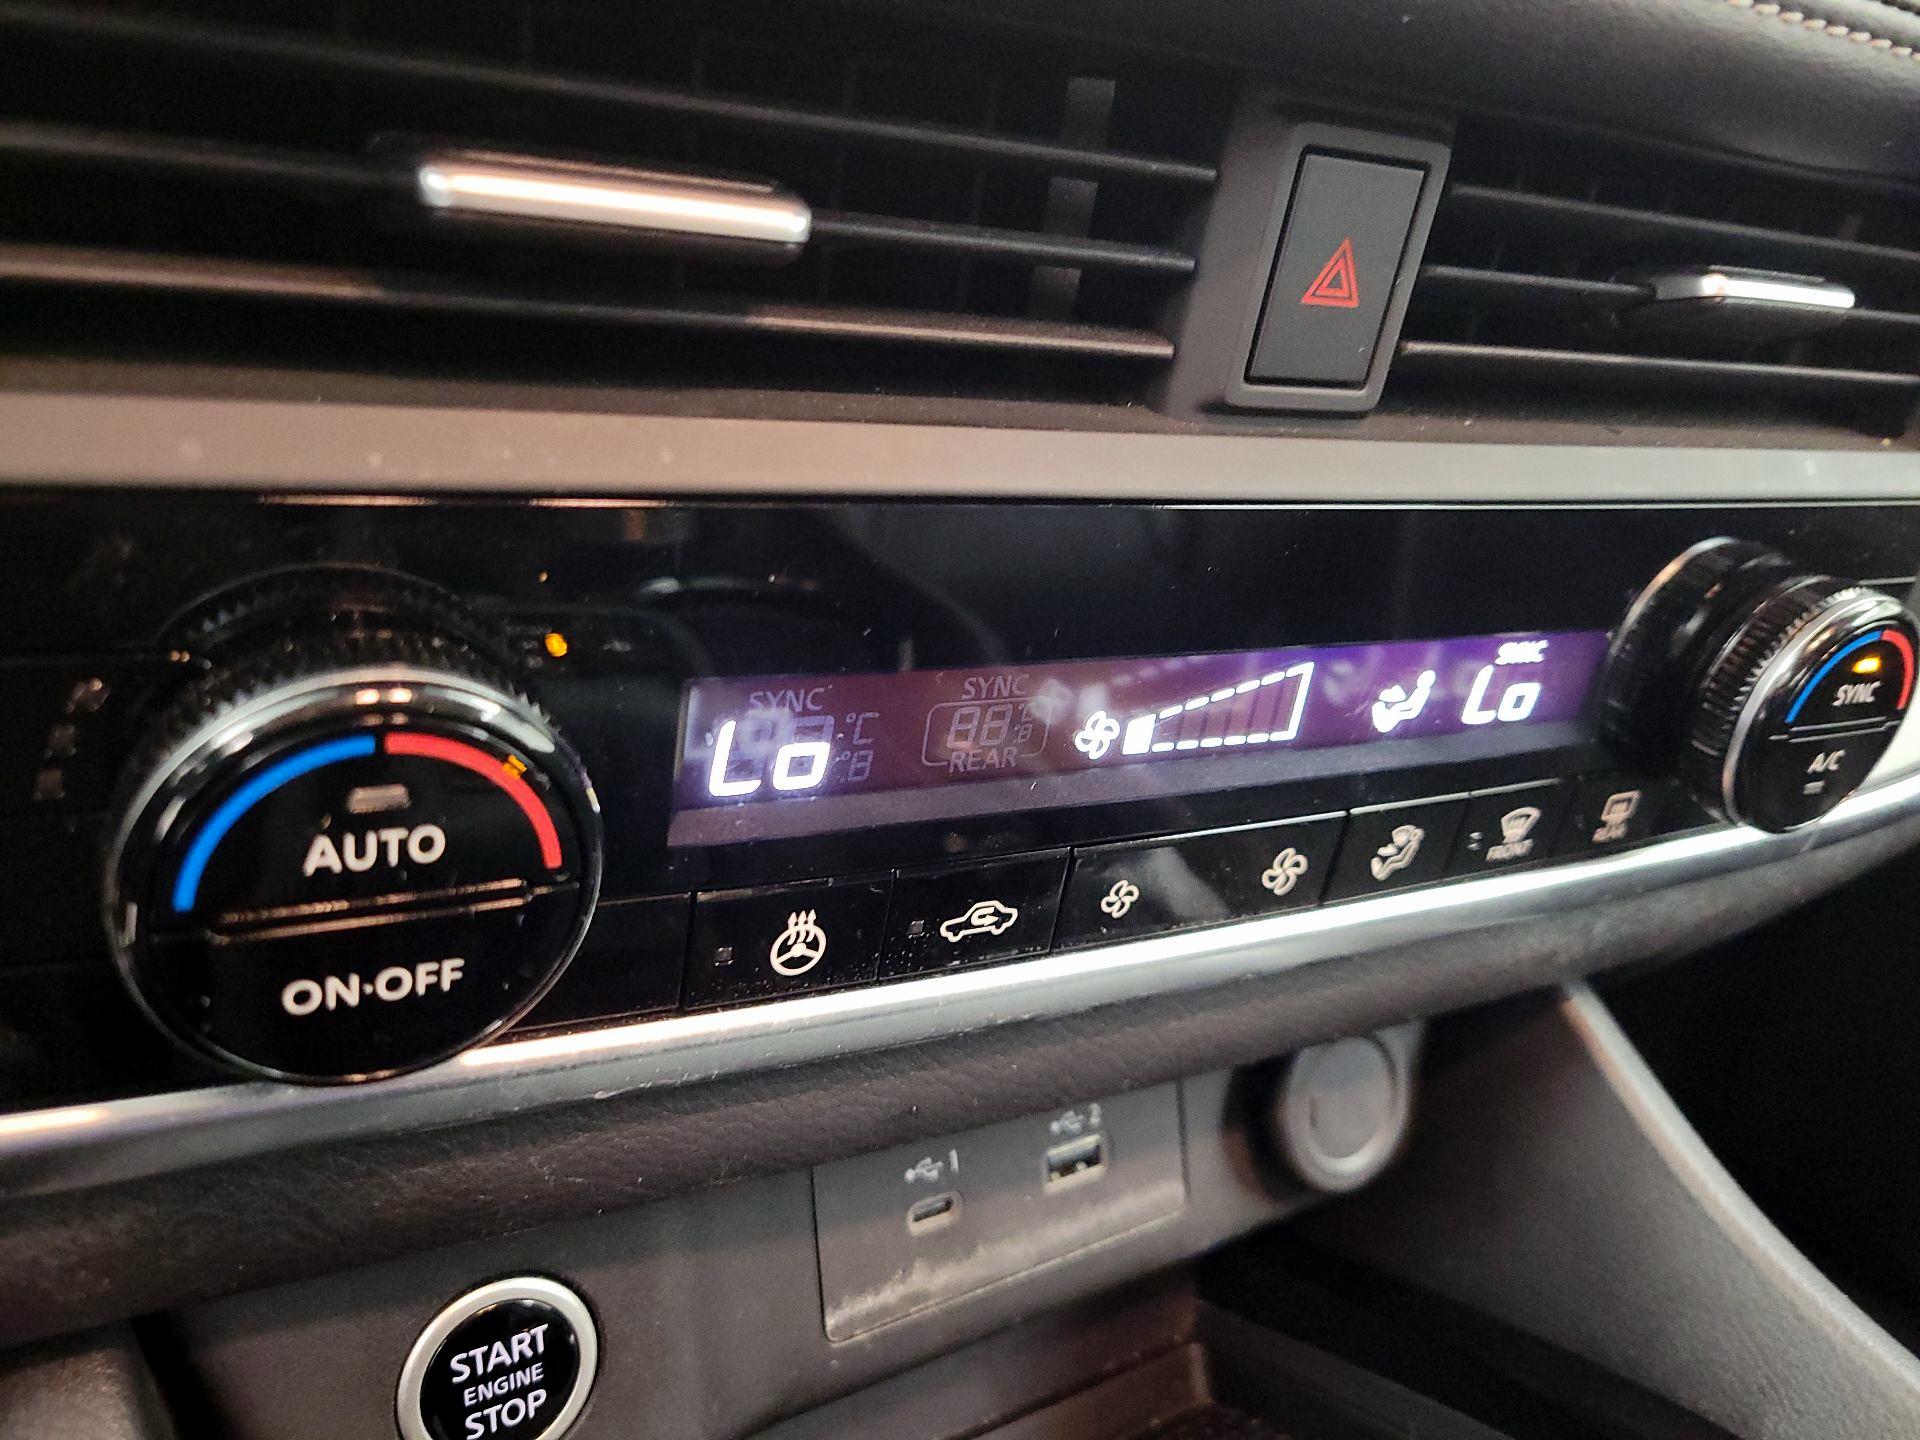 SYNC
Lo
°C
SYNC
88
REAR
SYNC
Lo
SYNC
A/C
AUTO
ON·OFF
FRONT
REAR
1
2
START
ENGINE
STOP